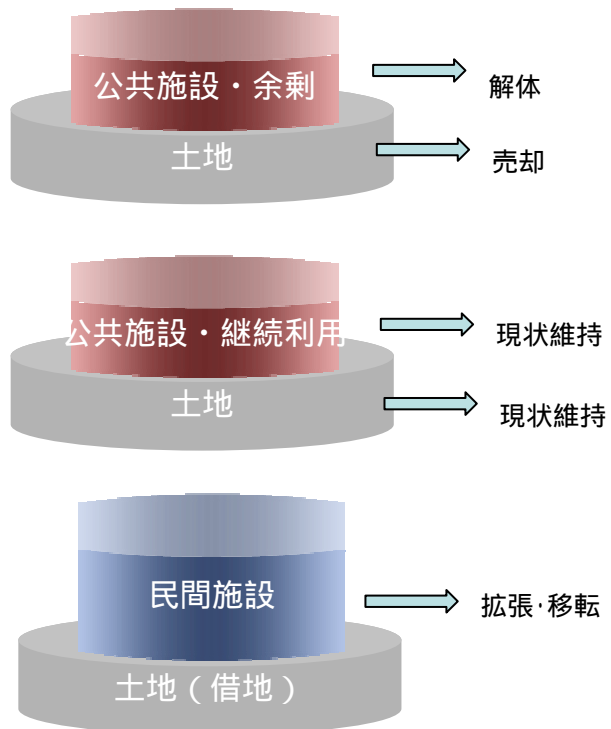 公共施設・余剰
解体
土地
売却
公共施設・継続利用
現状維持
土地
現状維持
民間施設
拡張・移転
土地（借地）